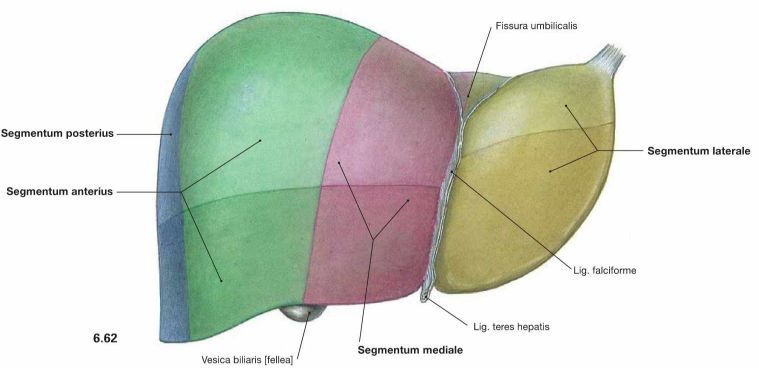 Fissura umbilicalis
Segmentum posterius
Segmentum laterale
Segmentum anterius
Lig. falciforme
Lig. teres hepatis
6.62
Segmentum mediale
Vesica biliaris [fellea]